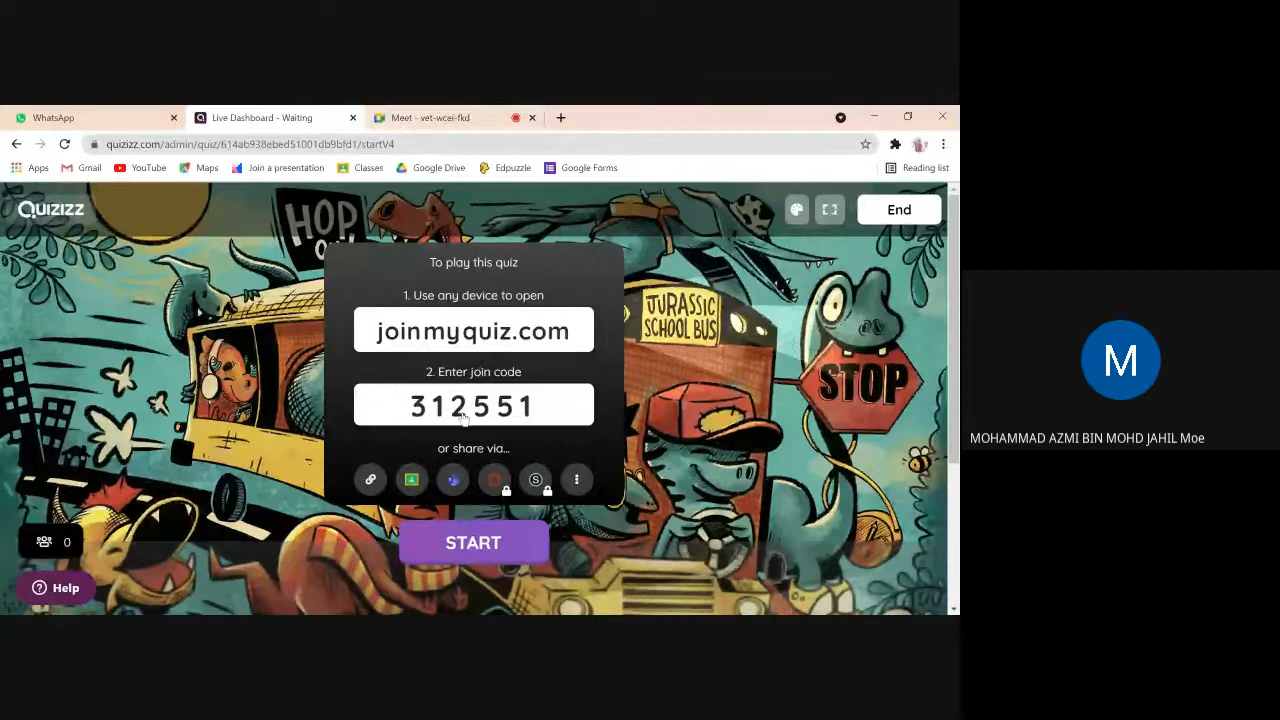 WhatsApp
Live Dashboard - Waiting
Meet - vet-wcei-fkd
quizizz.com/admin/quiz/614ab938ebed51001db9bfd1/startV4
Apps
Gmail
YouTube
Maps
Join a presentation
Classes
Google Drive
Edpuzzle
Google Forms
Reading list
QUIZIZZ
HOP
End
To play this quiz
1. Use any device to open
joinmyquiz.com
2. Enter join code
312551
or share via...
START
JURASSIC
SCHOOL BUS
STOP
0
Help
M
MOHAMMAD AZMI BIN MOHD JAHIL Moe